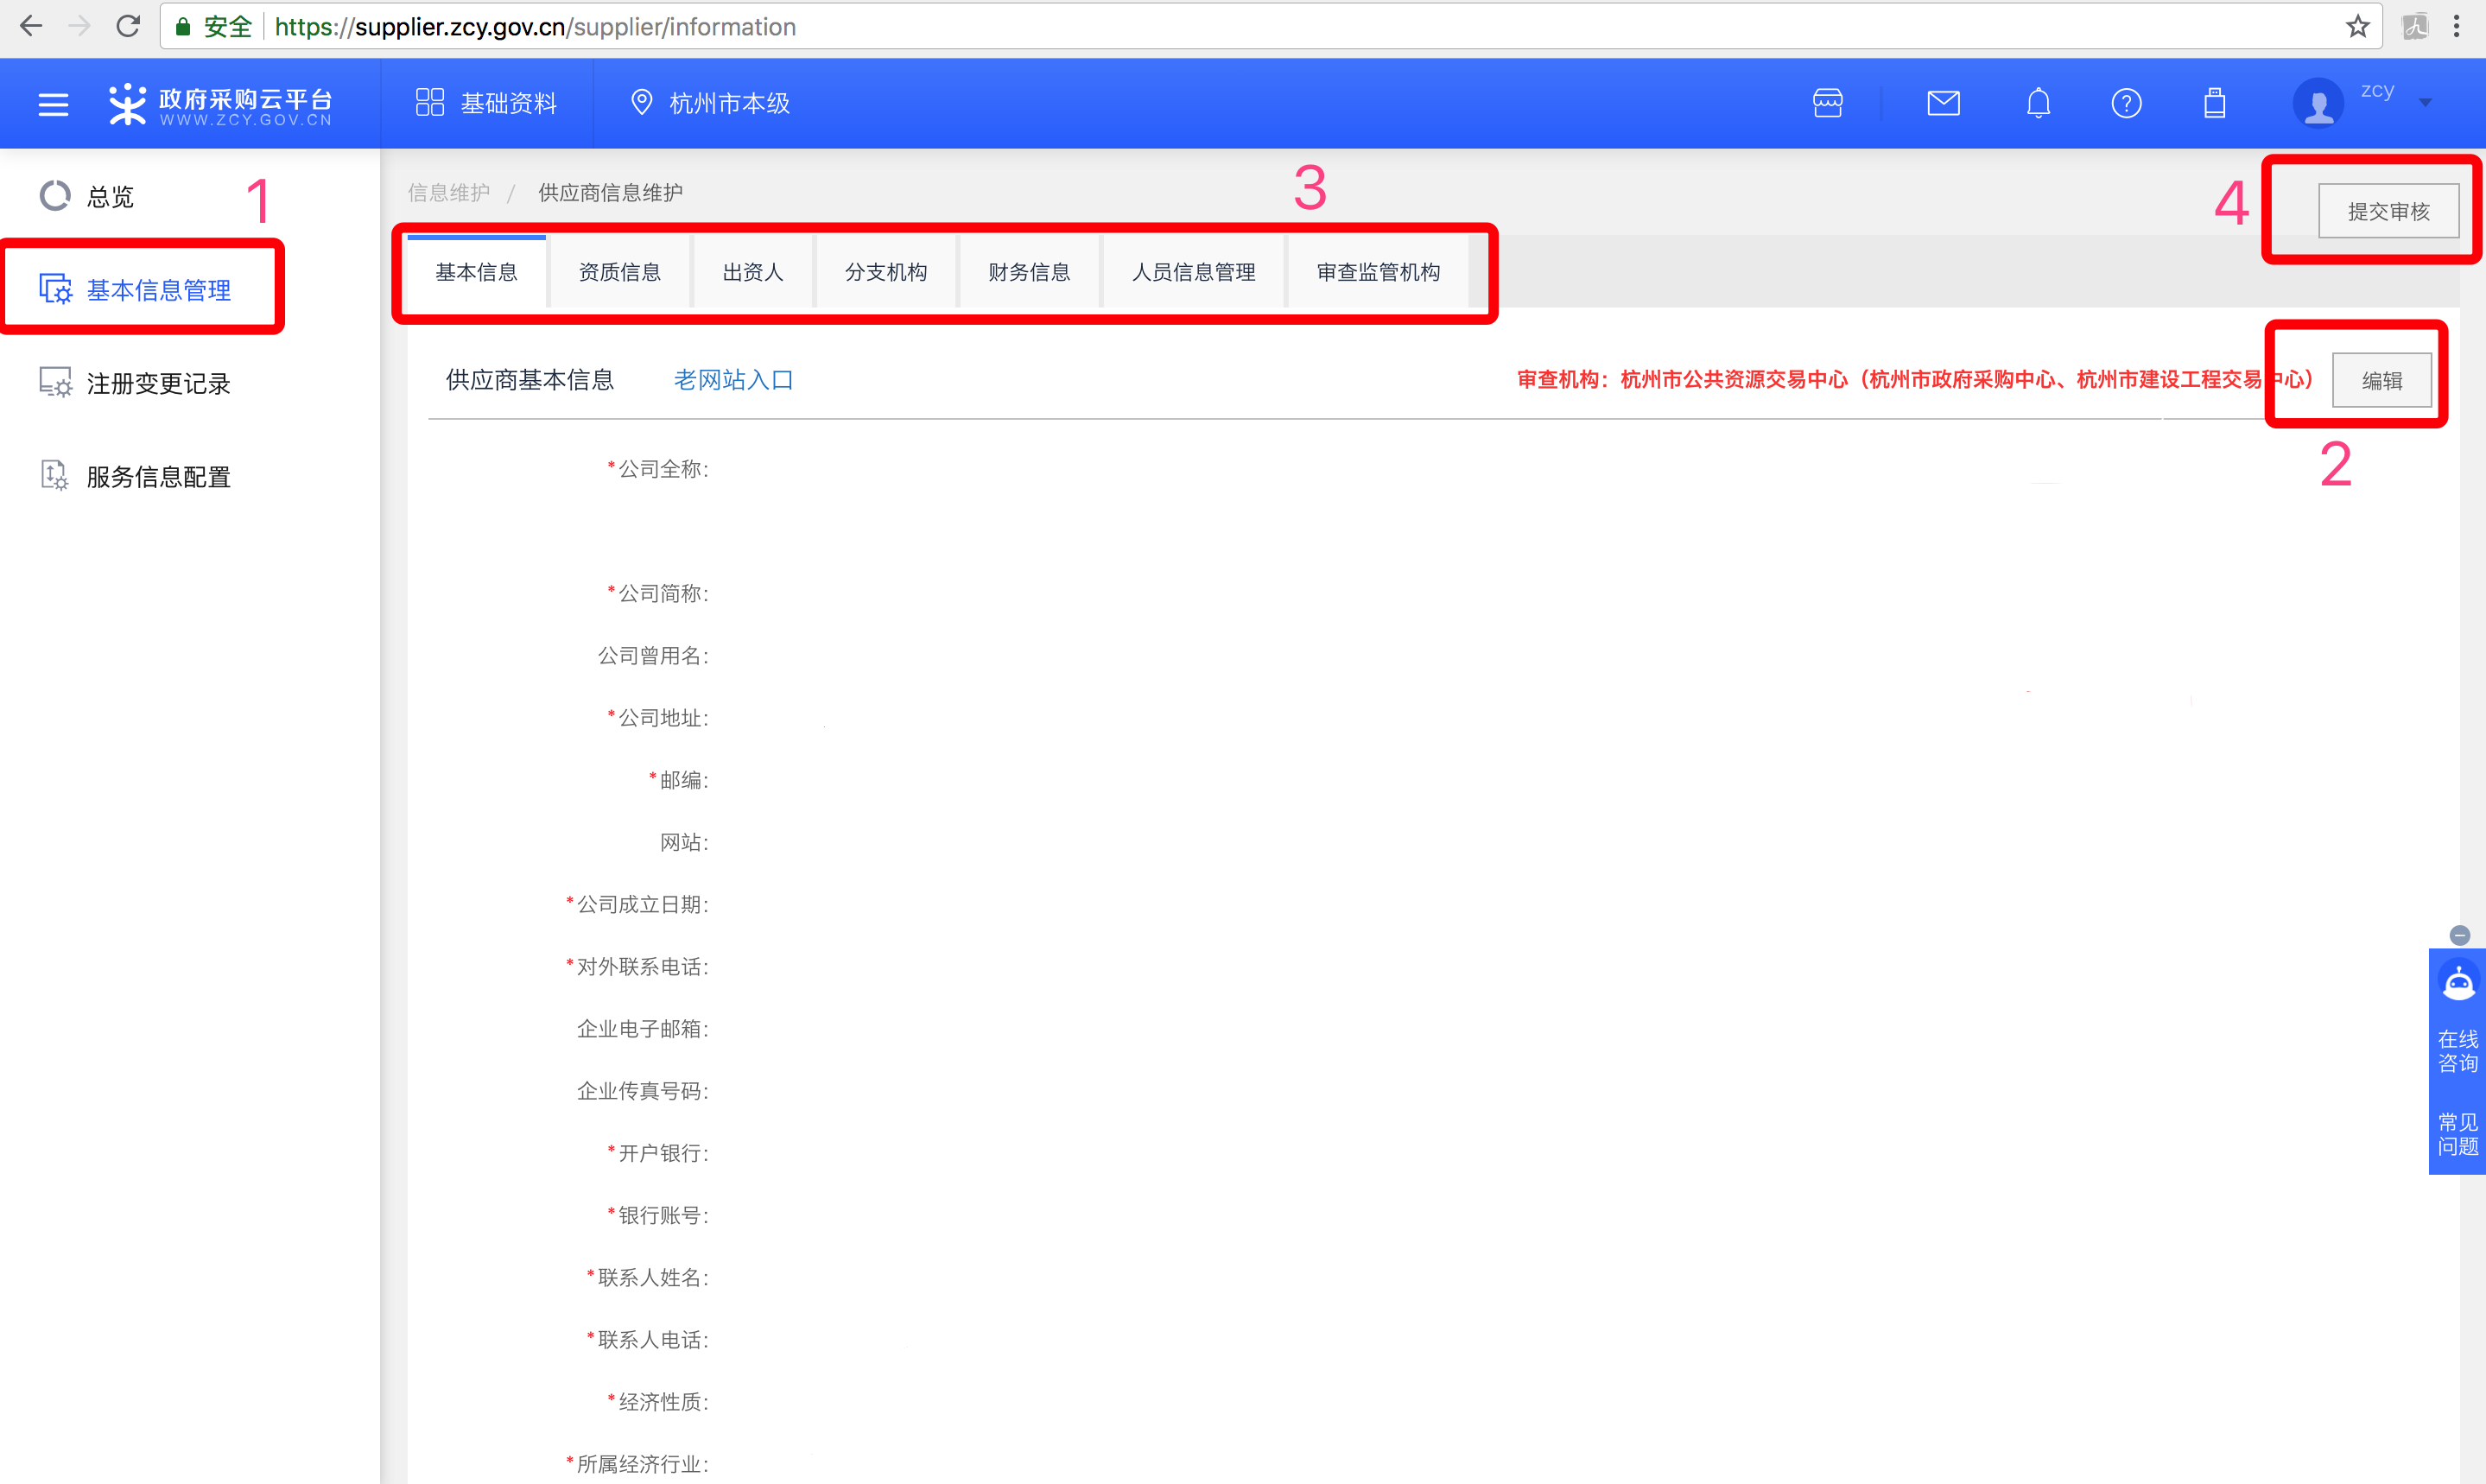 安全 https://supplier.zcy.gov.cn/supplier/information
政府采购云平台
WWW.ZCY.GOV.CN
基础资料
杭州市本级
zcy
总览
1
基本信息管理
注册变更记录
服务信息配置
信息维护 / 供应商信息维护
3
4
提交审核
基本信息 资质信息 出资人 分支机构 财务信息 人员信息管理 审查监管机构
供应商基本信息 老网站入口
审查机构：杭州市公共资源交易中心（杭州市政府采购中心、杭州市建设工程交易中心）
编辑
2
*公司全称：
*公司简称：
公司曾用名：
*公司地址：
*邮编：
网站：
*公司成立日期：
*对外联系电话：
企业电子邮箱：
企业传真号码：
*开户银行：
*银行账号：
*联系人姓名：
*联系人电话：
*经济性质：
*所属经济行业：
在线
咨询
常见
问题